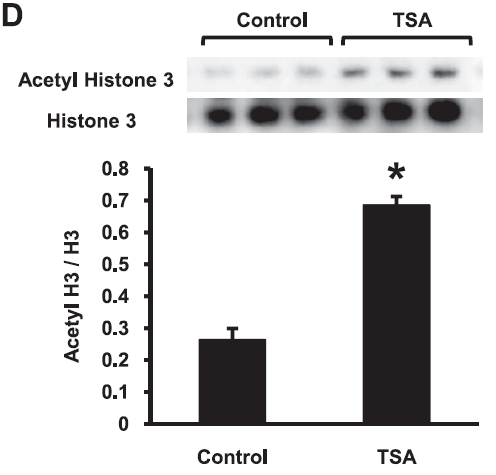 D
Control TSA
Acetyl Histone 3
Histone 3
*
0.8
0.7
0.6
0.5
0.4
0.3
0.2
0.1
0
Acetyl H3 / H3
Control TSA